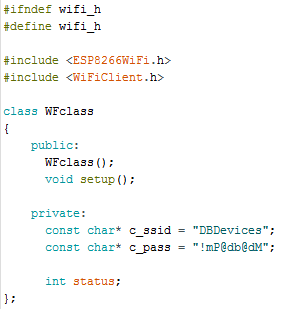 #ifndef wifi_h
#define wifi_h
#include <ESP8266WiFi.h>
#include <WiFiClient.h>
class WFclass
{
public:
WFclass();
void setup();
private:
const char* c_ssid = "DBDevices";
const char* c_pass = "!mP@db@dM";
int status;
};